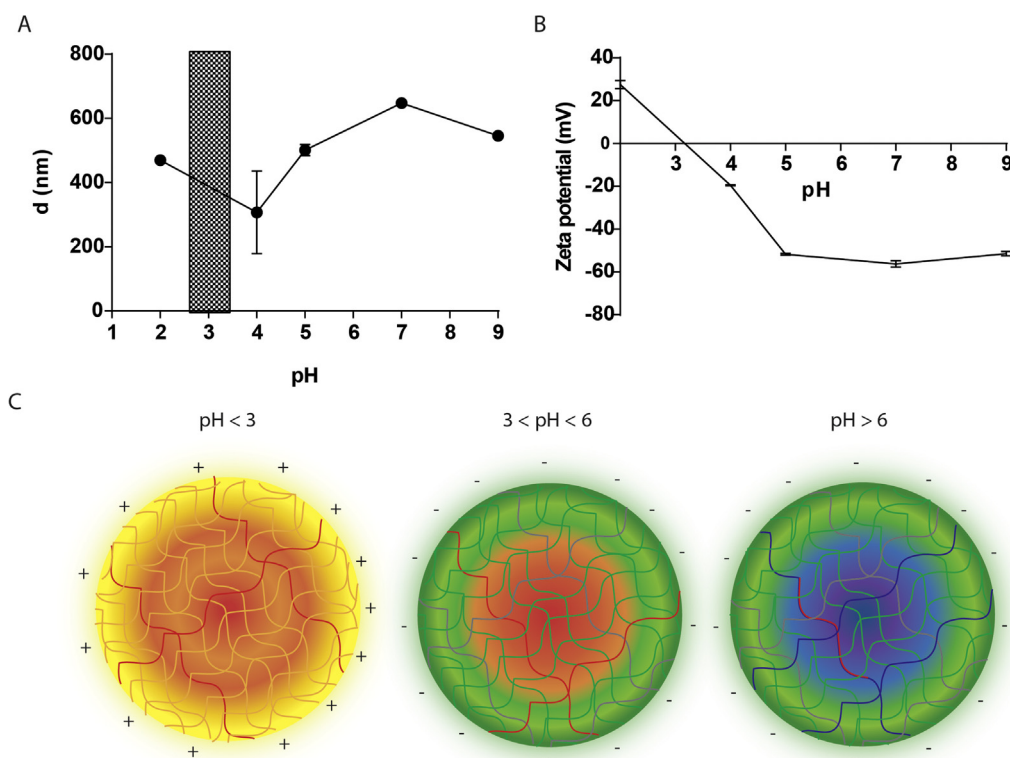 A
800
600
400
200
0
d (nm)
1 2 3 4 5 6 7 8 9
pH
B
40
20
0
-20
-40
-60
-80
Zeta potential (mV)
3 4 5 7 9
pH
C
pH < 3
3 < pH < 6
pH > 6
+ + + + + + + + + + + + + +
- - - - - - - - - - - - -
- - - - - - - - - - - - -